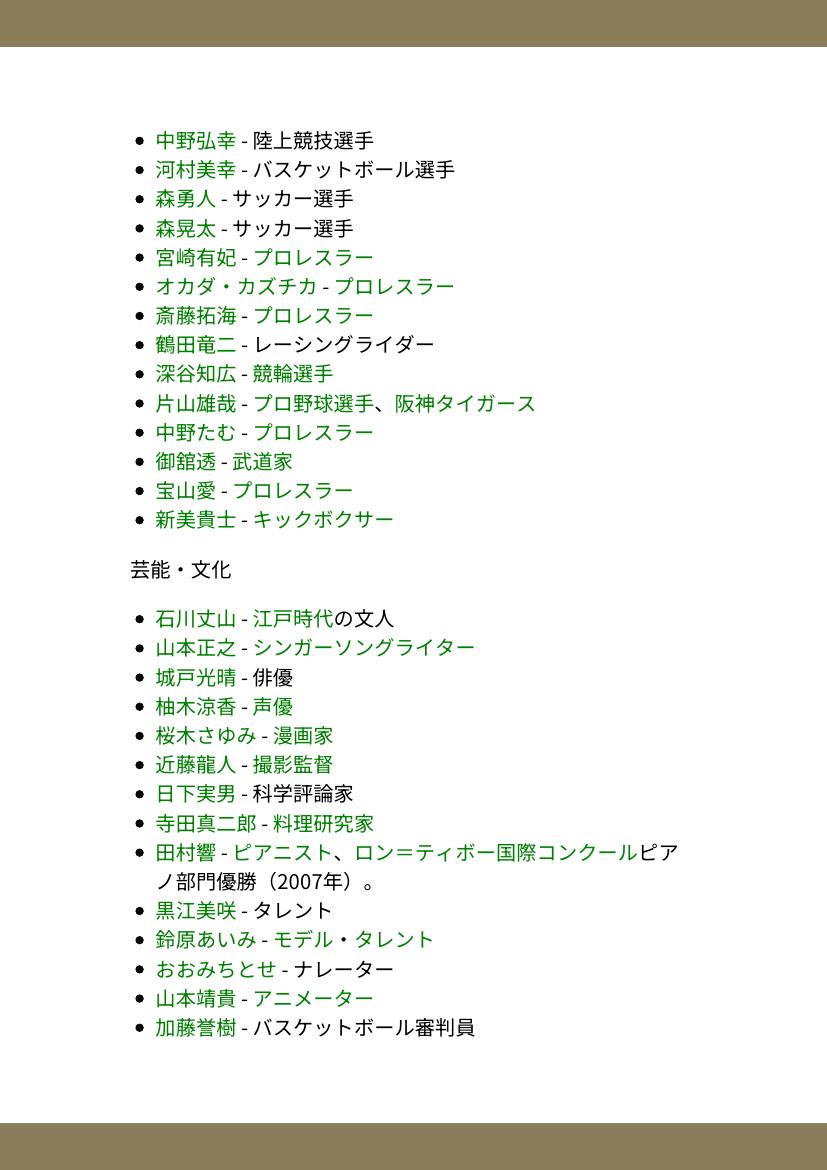 • 中野弘幸 - 陸上競技選手
• 河村美幸 - バスケットボール選手
• 森勇人 - サッカー選手
• 森晃太 - サッカー選手
• 宮崎有妃 - プロレスラー
• オカダ・カズチカ - プロレスラー
• 斎藤拓海 - プロレスラー
• 鶴田竜二 - レーシングライダー
• 深谷知広 - 競輪選手
• 片山雄哉 - プロ野球選手、阪神タイガース
• 中野たむ - プロレスラー
• 御舘透 - 武道家
• 宝山愛 - プロレスラー
• 新美貴士 - キックボクサー
芸能・文化
• 石川丈山 - 江戸時代の文人
• 山本正之 - シンガーソングライター
• 城戸光晴 - 俳優
• 柚木涼香 - 声優
• 桜木さゆみ - 漫画家
• 近藤龍人 - 撮影監督
• 日下実男 - 科学評論家
• 寺田真二郎 - 料理研究家
• 田村響 - ピアニスト、ロン＝ティボー国際コンクールピア
ノ部門優勝（2007年）。
• 黒江美咲 - タレント
• 鈴原あいみ - モデル・タレント
• おおみちとせ - ナレーター
• 山本靖貴 - アニメーター
• 加藤誉樹 - バスケットボール審判員